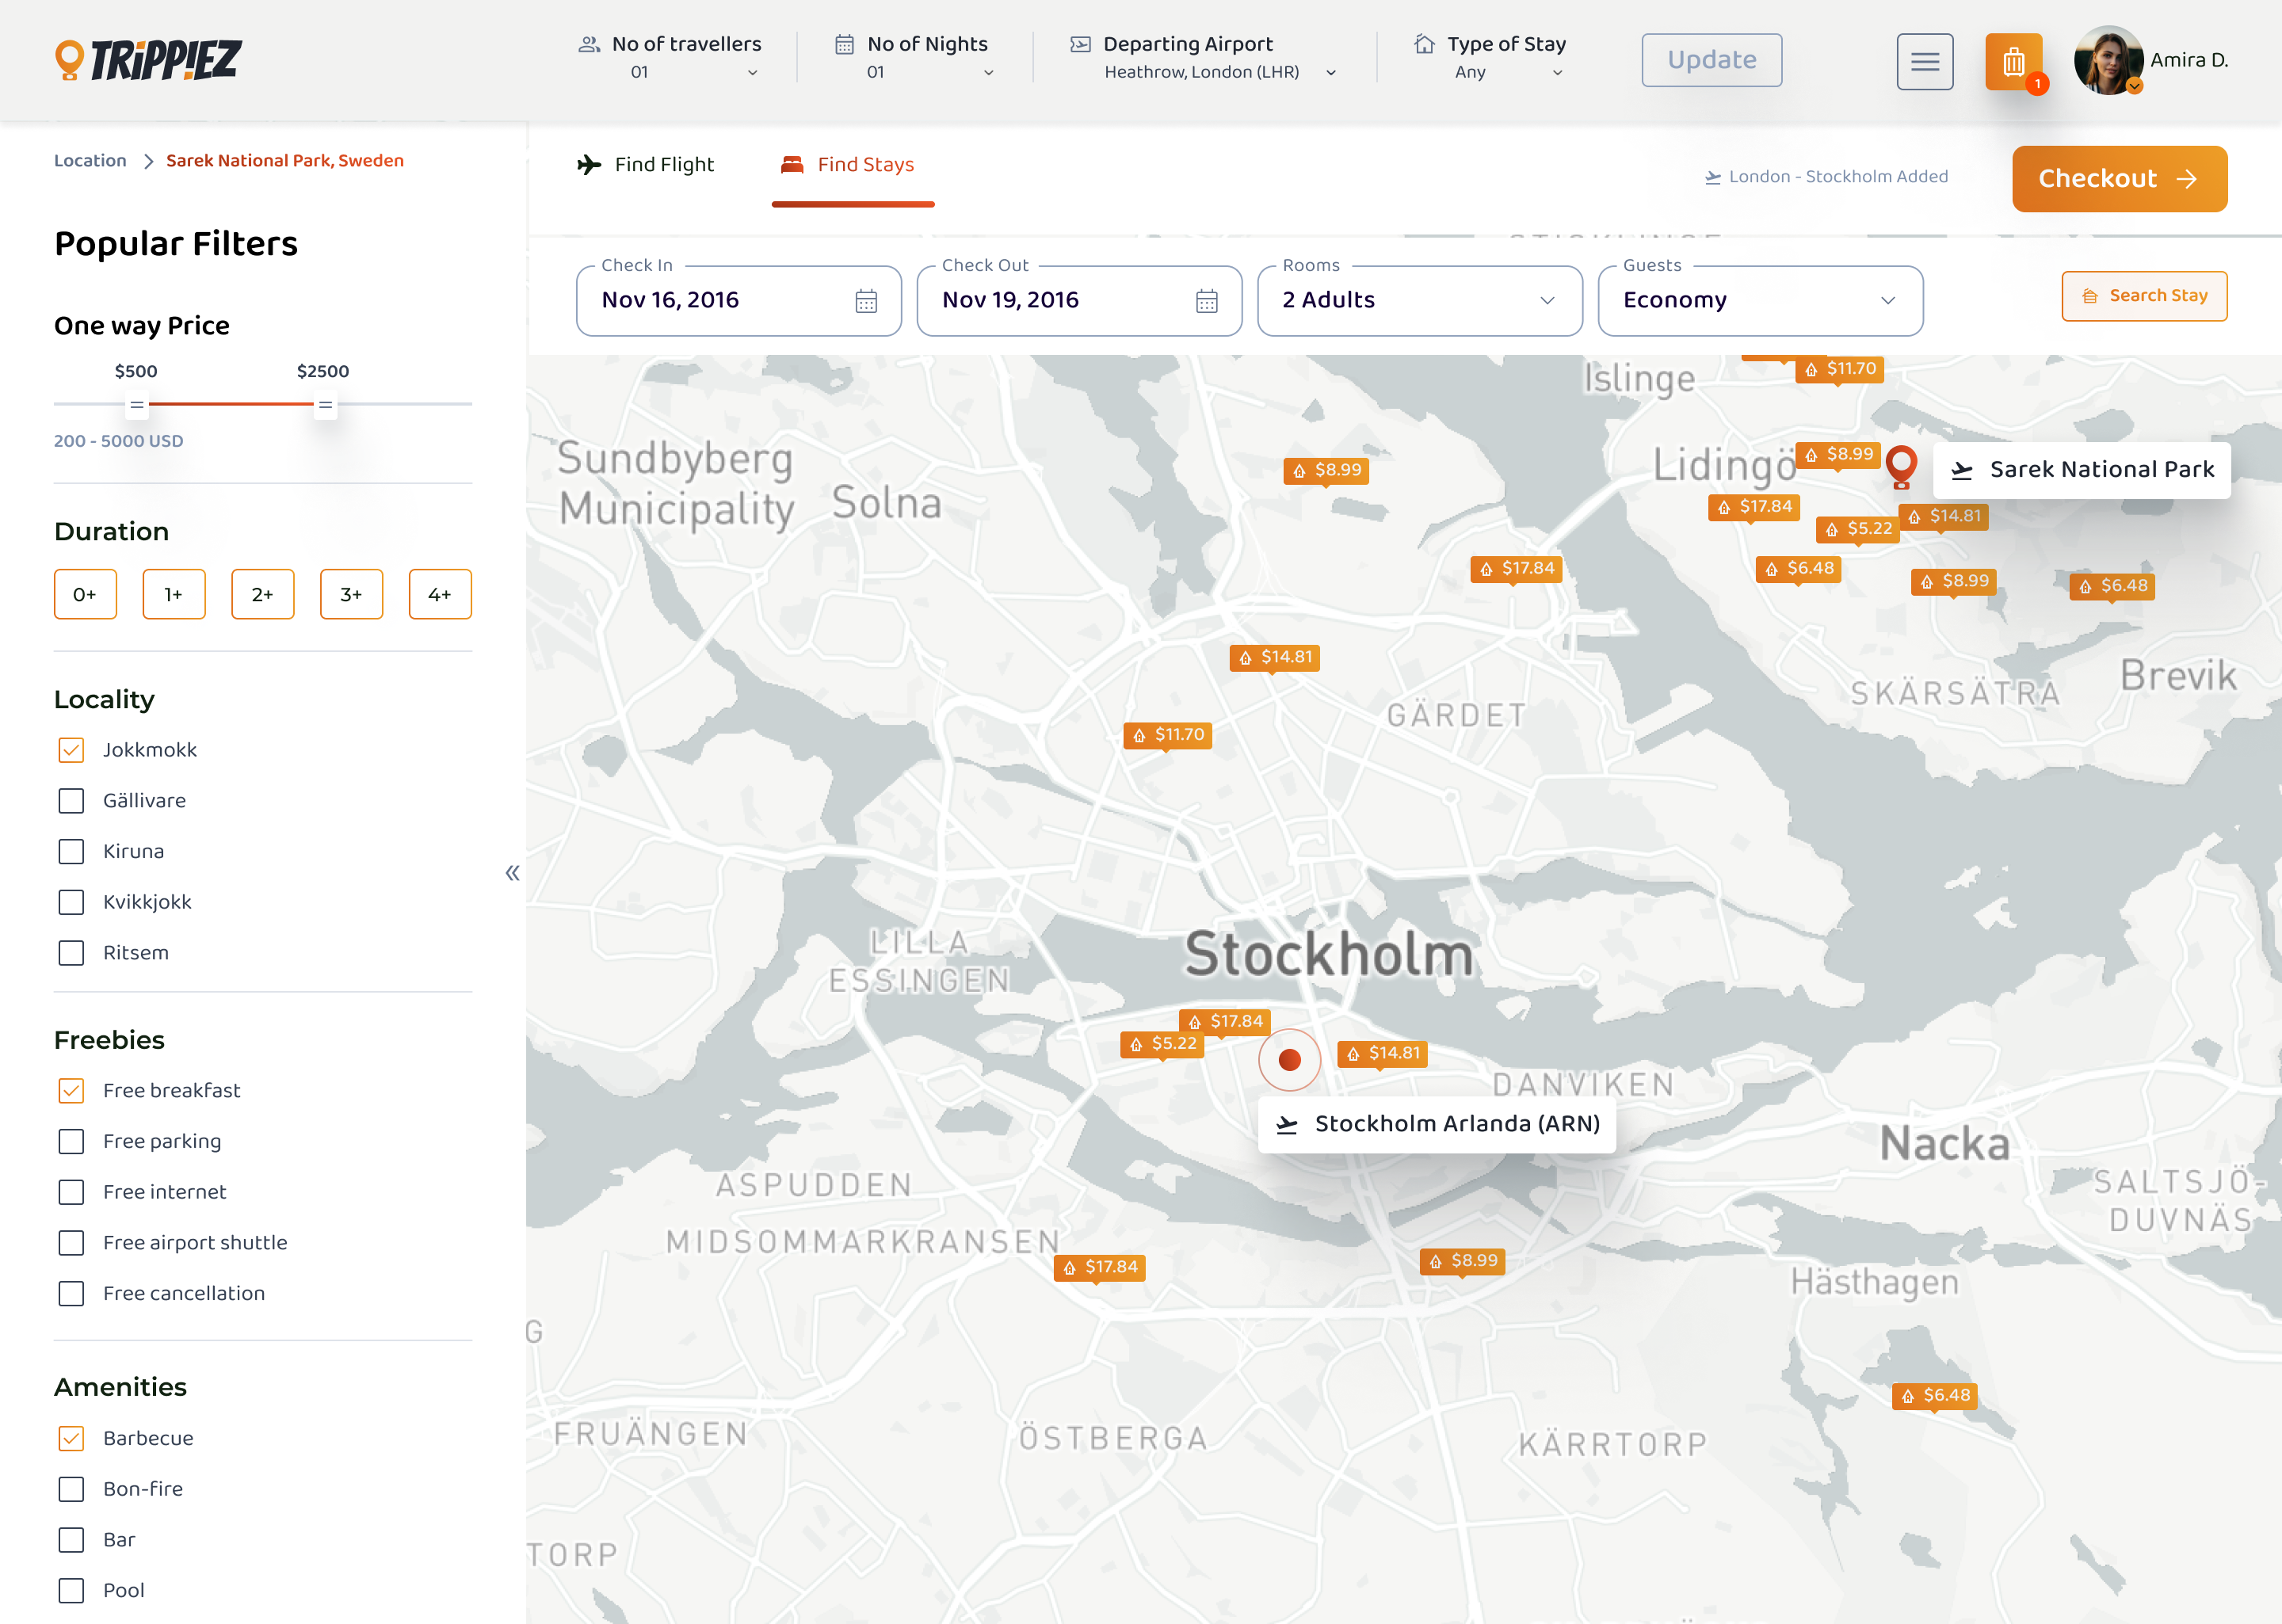 TRIPPIEZ
No of travellers
01
No of Nights
01
Departing Airport
Heathrow, London (LHR)
Type of Stay
Any
Update
1
Amira D.
Location
Sarek National Park, Sweden
Find Flight
Find Stays
London - Stockholm Added
Checkout
Popular Filters
One way Price
$500
$2500
200 - 5000 USD
Duration
0+
1+
2+
3+
4+
Locality
Jokkmokk
Gällivare
Kiruna
Kvikkjokk
Ritsem
Freebies
Free breakfast
Free parking
Free internet
Free airport shuttle
Free cancellation
Amenities
Barbecue
Bon-fire
Bar
Pool
Check In
Nov 16, 2016
Check Out
Nov 19, 2016
Rooms
2 Adults
Guests
Economy
Search Stay
Islinge
$11.70
Sundbyberg
Municipality
Solna
$8.99
Lidingö
$8.99
Sarek National Park
$17.84
$5.22
$14.81
$17.84
$6.48
$8.99
$6.48
$14.81
GÄRDET
SKÄRSÄTRA
Brevik
$11.70
LILLA
ESSINGEN
Stockholm
$17.84
$5.22
$14.81
DANVIKEN
Stockholm Arlanda (ARN)
Nacka
ASPUDDEN
SALTSJÖ-
DUVNÄS
MIDSOMMARKRANSEN
$17.84
$8.99
Hästhagen
G
$6.48
FRUÄNGEN
ÖSTBERGA
KÄRRTORP
TORP